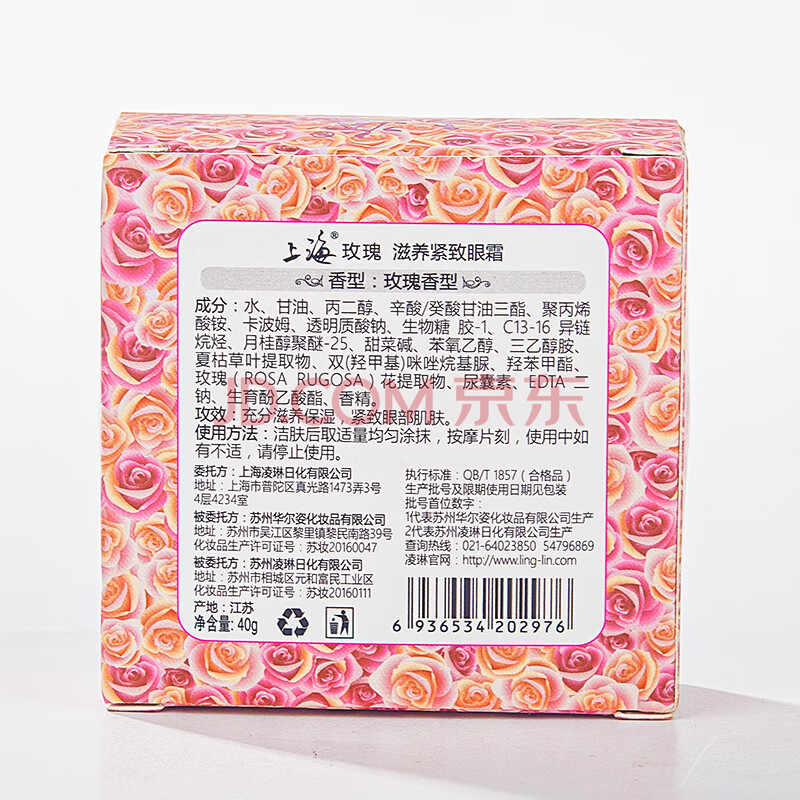 上海® 玫瑰 滋养紧致眼霜
香型：玫瑰香型
成分：水、甘油、丙二醇、辛酸/癸酸甘油三酯、聚丙烯
酸铵、卡波姆、透明质酸钠、生物糖 胶-1、C13-16 异链
烷烃、月桂醇聚醚-25、甜菜碱、苯氧乙醇、三乙醇胺、
夏枯草叶提取物、双(羟甲基)咪唑烷基脲、羟苯甲酯、
玫瑰（ROSA RUGOSA）花提取物、尿囊素、EDTA 二
钠、生育酚乙酸酯、香精。
攻效：充分滋养保湿，紧致眼部肌肤。
使用方法：洁肤后取适量均匀涂抹，按摩片刻，使用中如
有不适，请停止使用。
委托方：上海凌琳日化有限公司
地址：上海市普陀区真光路1473弄3号
4层4234室
被委托方：苏州华尔姿化妆品有限公司
地址：苏州市吴江区黎里镇黎民南路39号
化妆品生产许可证号：苏妆20160047
被委托方：苏州凌琳日化有限公司
地址：苏州市相城区元和富民工业区
化妆品生产许可证号：苏妆20160111
产地：江苏
净含量：40g
执行标准：QB/T 1857（合格品）
生产批号及限期使用日期见包装
批号首位数字：
1代表苏州华尔姿化妆品有限公司生产
2代表苏州凌琳日化有限公司生产
查询热线：021-64023850 54796869
凌琳官网：http://www.ling-lin.com
6 936534 202976
JD.COM 京东